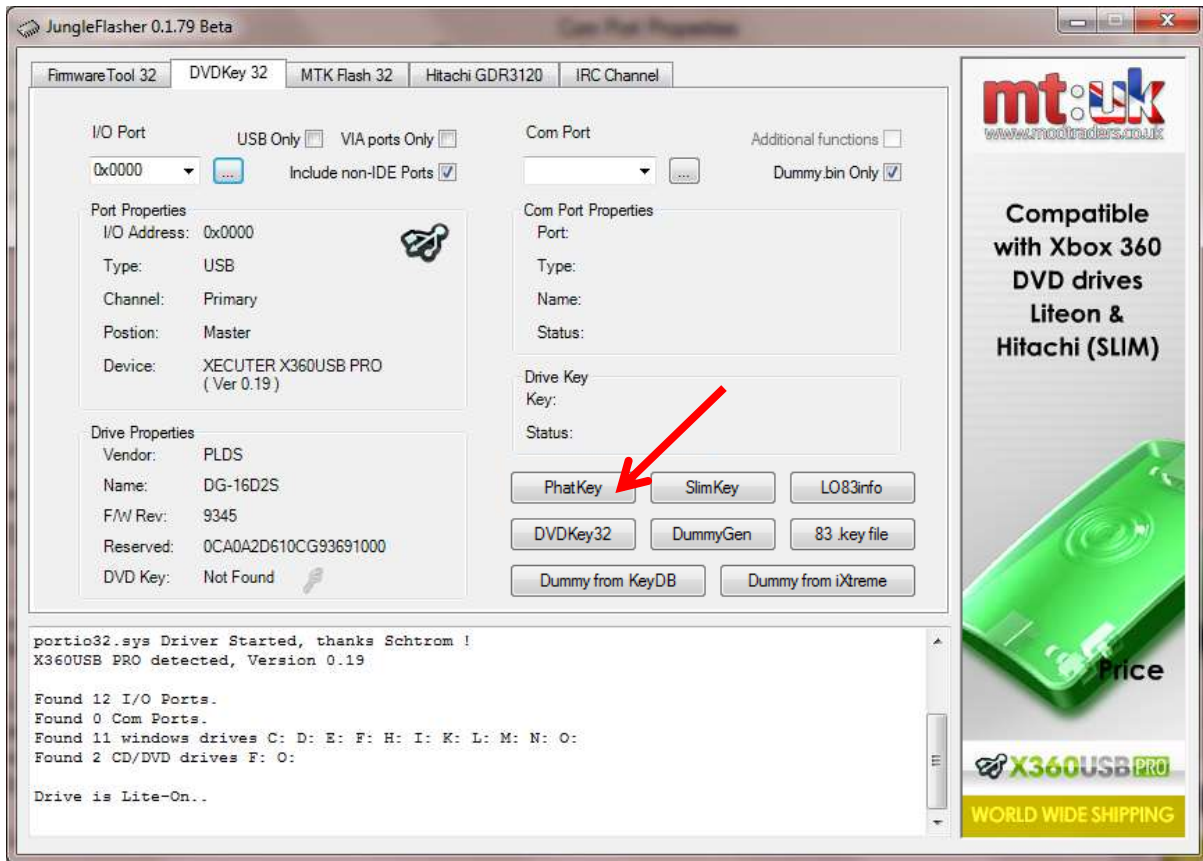 JungleFlasher 0.1.79 Beta
Com Port Properties
FirmwareTool 32
DVDKey 32
MTK Flash 32
Hitachi GDR3120
IRC Channel
I/O Port
USB Only
VIA ports Only
0x0000
...
Include non-IDE Ports
Com Port
Additional functions
...
Dummy.bin Only
Port Properties
I/O Address: 0x0000
Type: USB
Channel: Primary
Postion: Master
Device: XECUTER X360USB PRO
( Ver 0.19 )
Com Port Properties
Port:
Type:
Name:
Status:
Drive Key
Key:
Status:
Drive Properties
Vendor: PLDS
Name: DG-16D2S
F/W Rev: 9345
Reserved: 0CA0A2D610CG93691000
DVD Key: Not Found
PhatKey
SlimKey
LO83info
DVDKey32
DummyGen
83 .key file
Dummy from KeyDB
Dummy from iXtreme
portio32.sys Driver Started, thanks Schtrom !
X360USB PRO detected, Version 0.19
Found 12 I/O Ports.
Found 0 Com Ports.
Found 11 windows drives C: D: E: F: H: I: K: L: M: N: O:
Found 2 CD/DVD drives F: O:
Drive is Lite-On..
mt:uk
www.modtraders.co.uk
Compatible
with Xbox 360
DVD drives
Liteon &
Hitachi (SLIM)
Price
X360USB PRO
WORLD WIDE SHIPPING